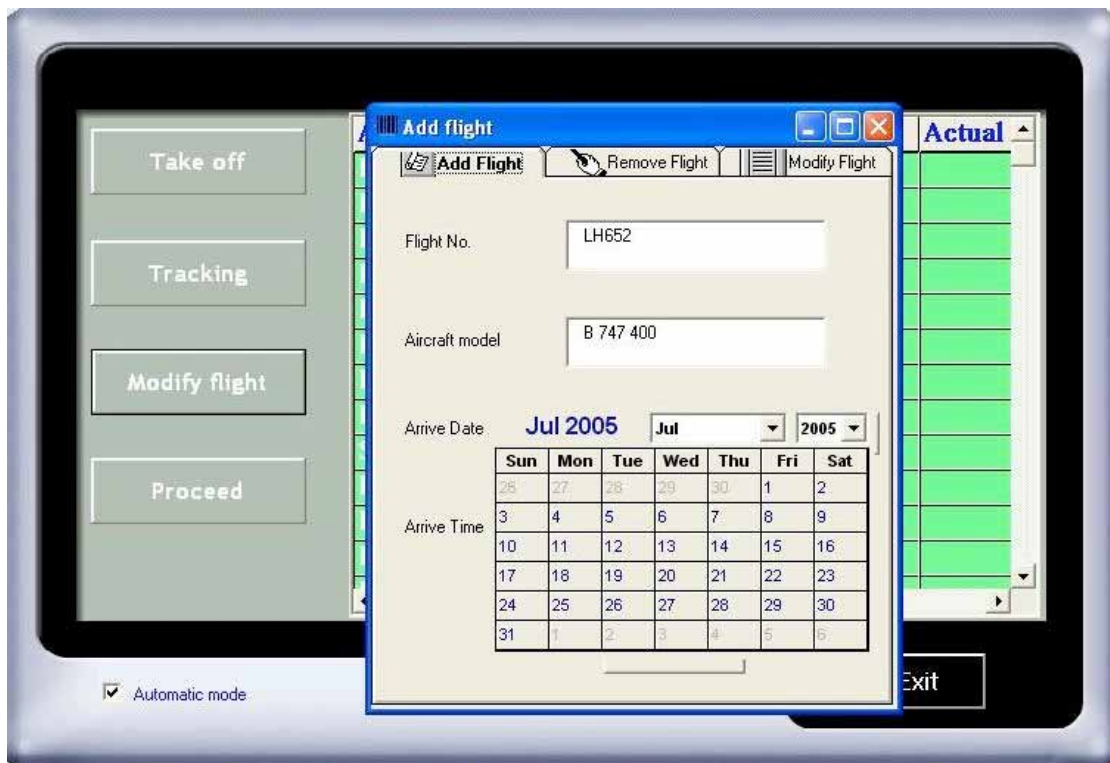 Add flight
Actual
Add Flight
Remove Flight
Modify Flight
Take off
Tracking
Modify flight
Proceed
Flight No.
LH652
Aircraft model
B 747 400
Arrive Date
Jul 2005
Jul
2005
Sun Mon Tue Wed Thu Fri Sat
26 27 28 29 30 1 2
3 4 5 6 7 8 9
Arrive Time
10 11 12 13 14 15 16
17 18 19 20 21 22 23
24 25 26 27 28 29 30
31 1 2 3 4 5 6
Automatic mode
Exit